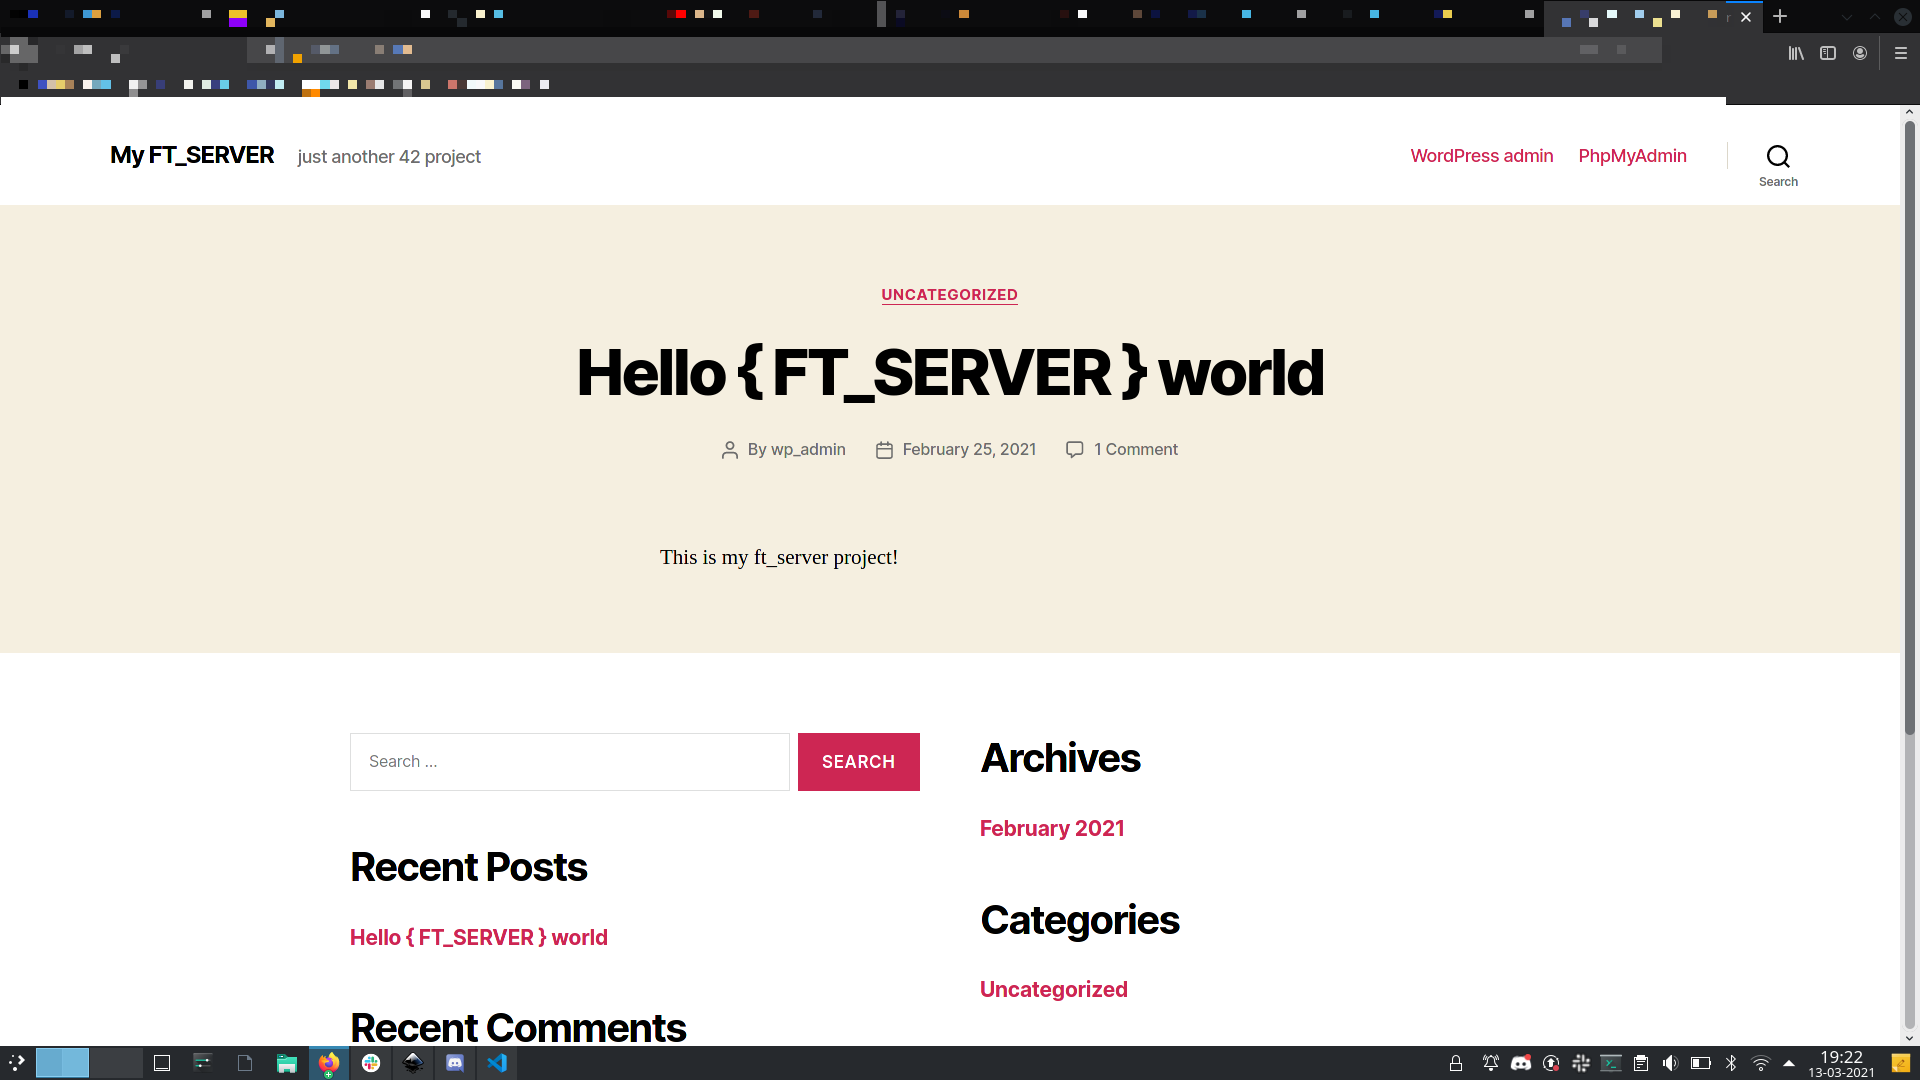 My FT_SERVER
just another 42 project
WordPress admin
PhpMyAdmin
Search
UNCATEGORIZED
Hello { FT_SERVER } world
By wp_admin
February 25, 2021
1 Comment
This is my ft_server project!
Search …
SEARCH
Archives
February 2021
Recent Posts
Categories
Hello { FT_SERVER } world
Uncategorized
Recent Comments
19:22
13-03-2021